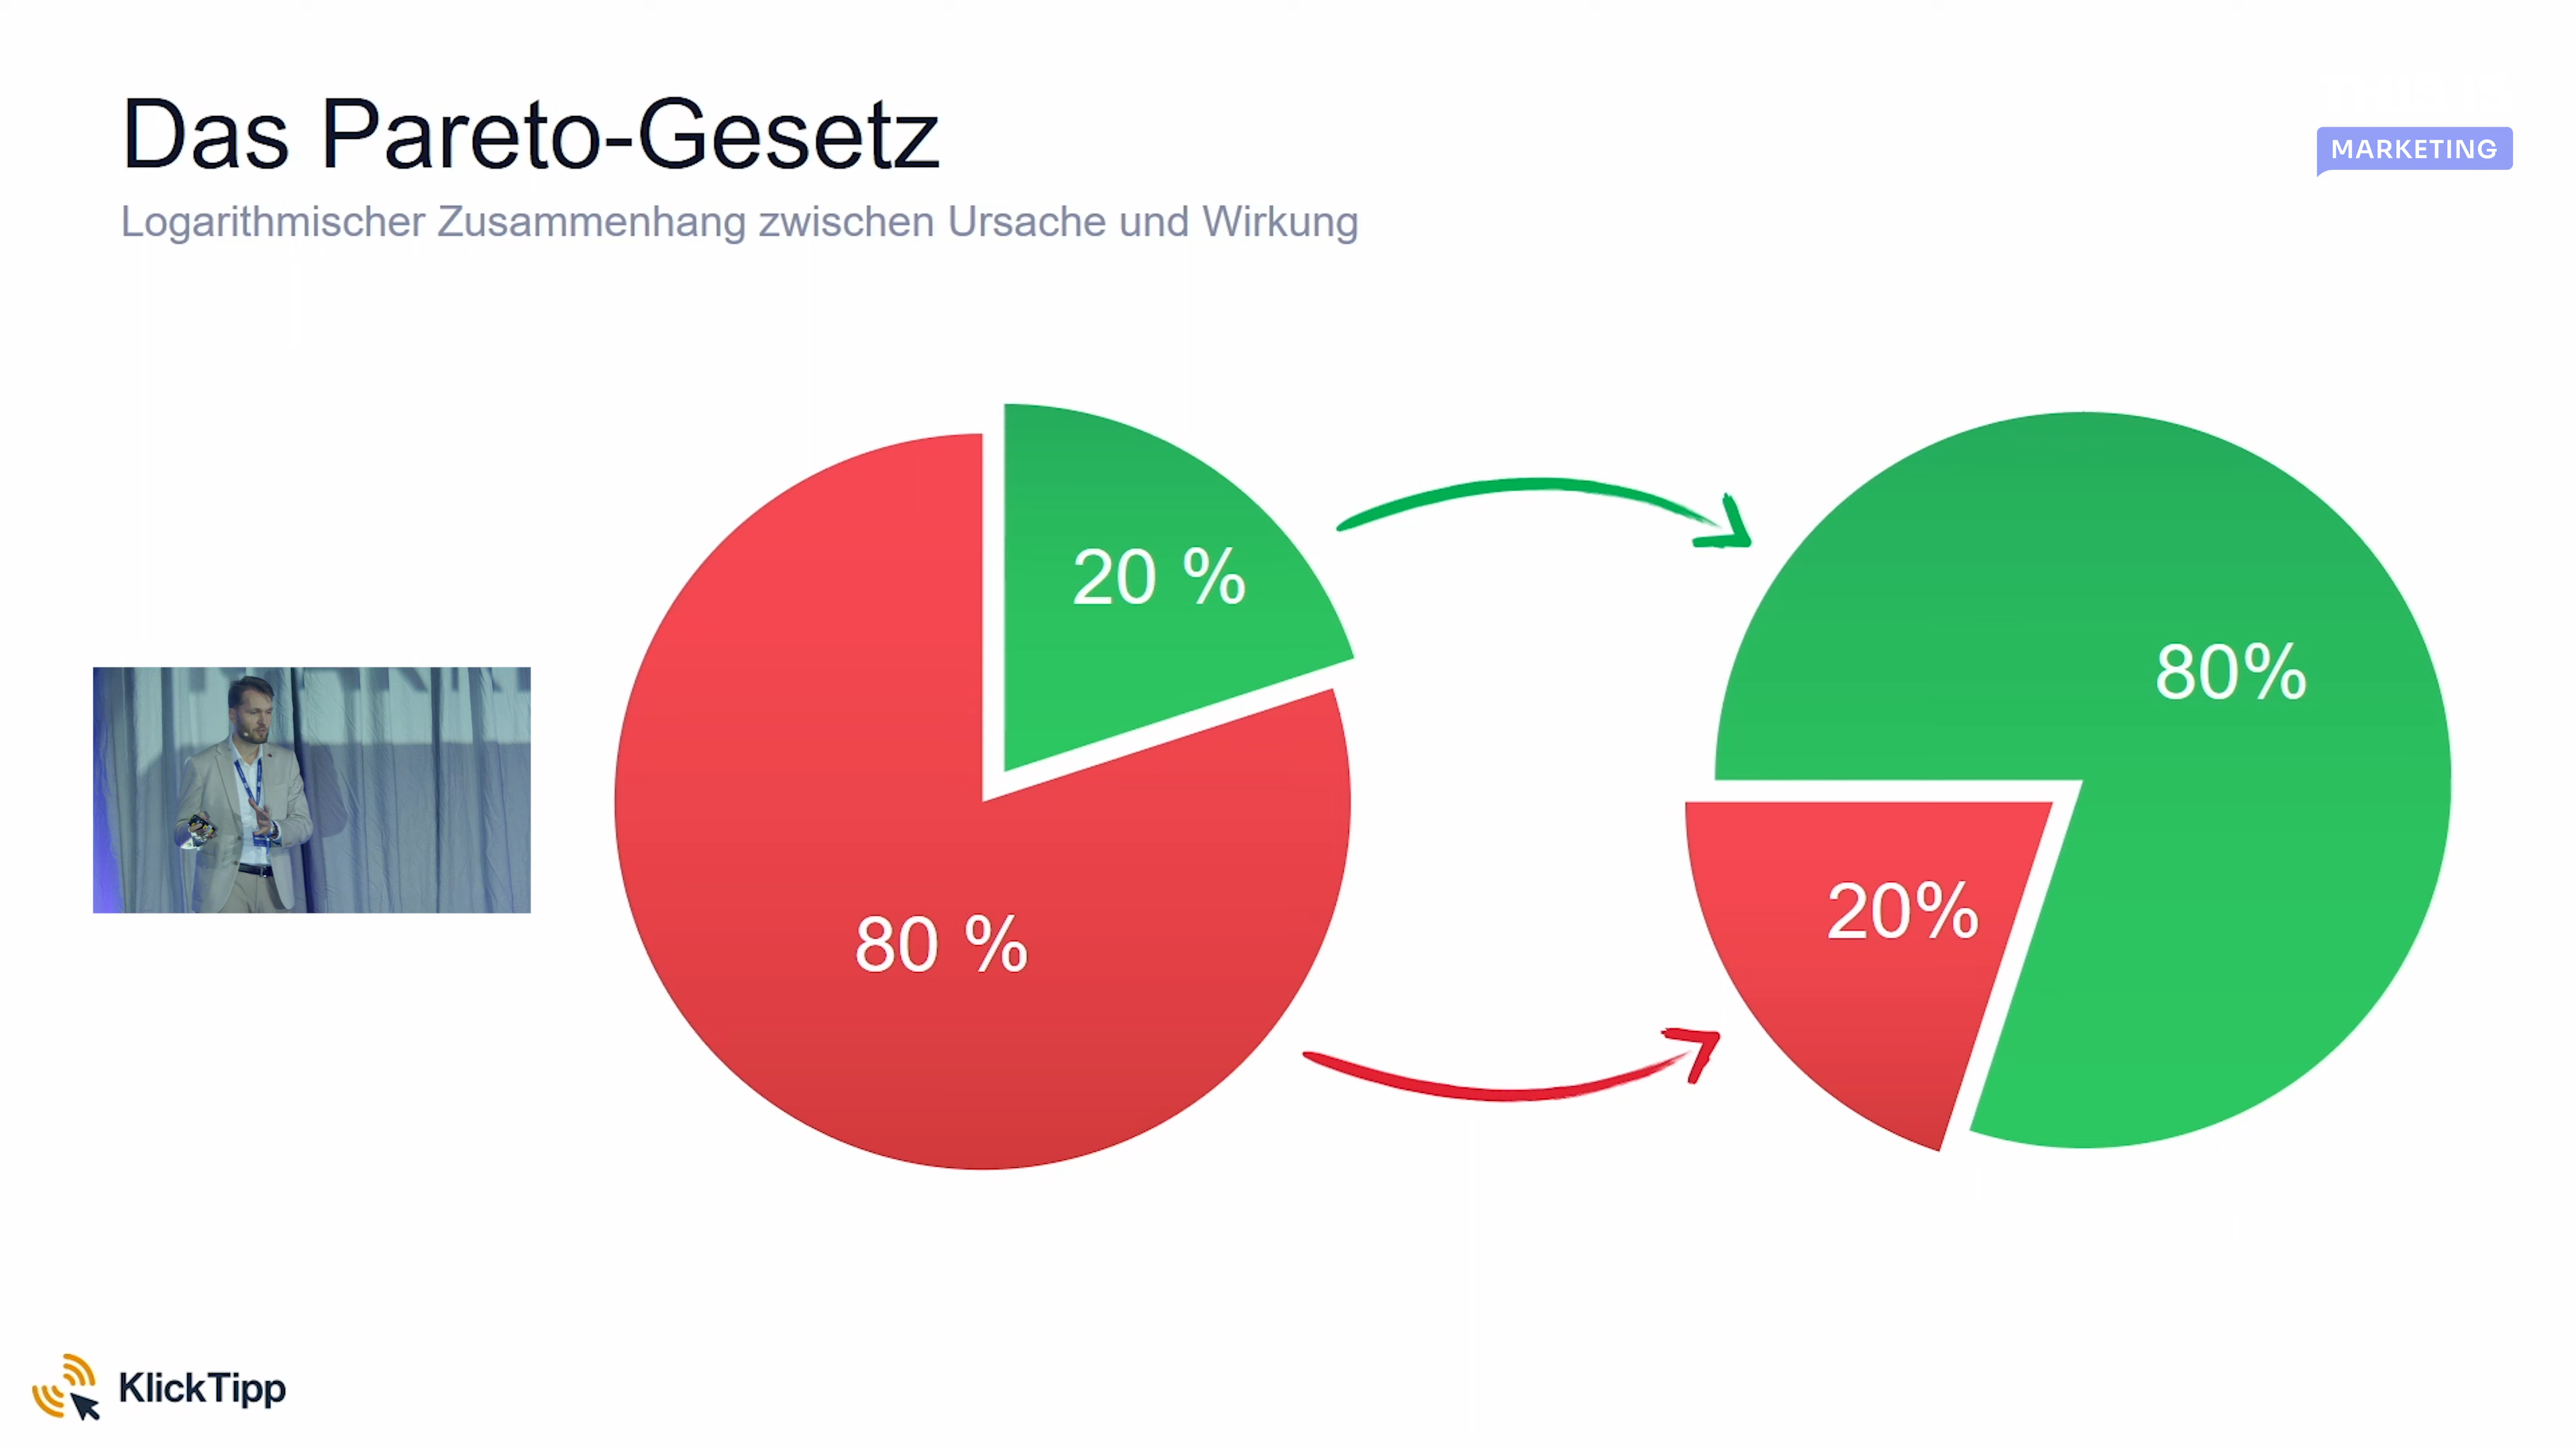 Das Pareto-Gesetz
MARKETING
Logarithmischer Zusammenhang zwischen Ursache und Wirkung
20 %
80 %
80%
20%
KlickTipp